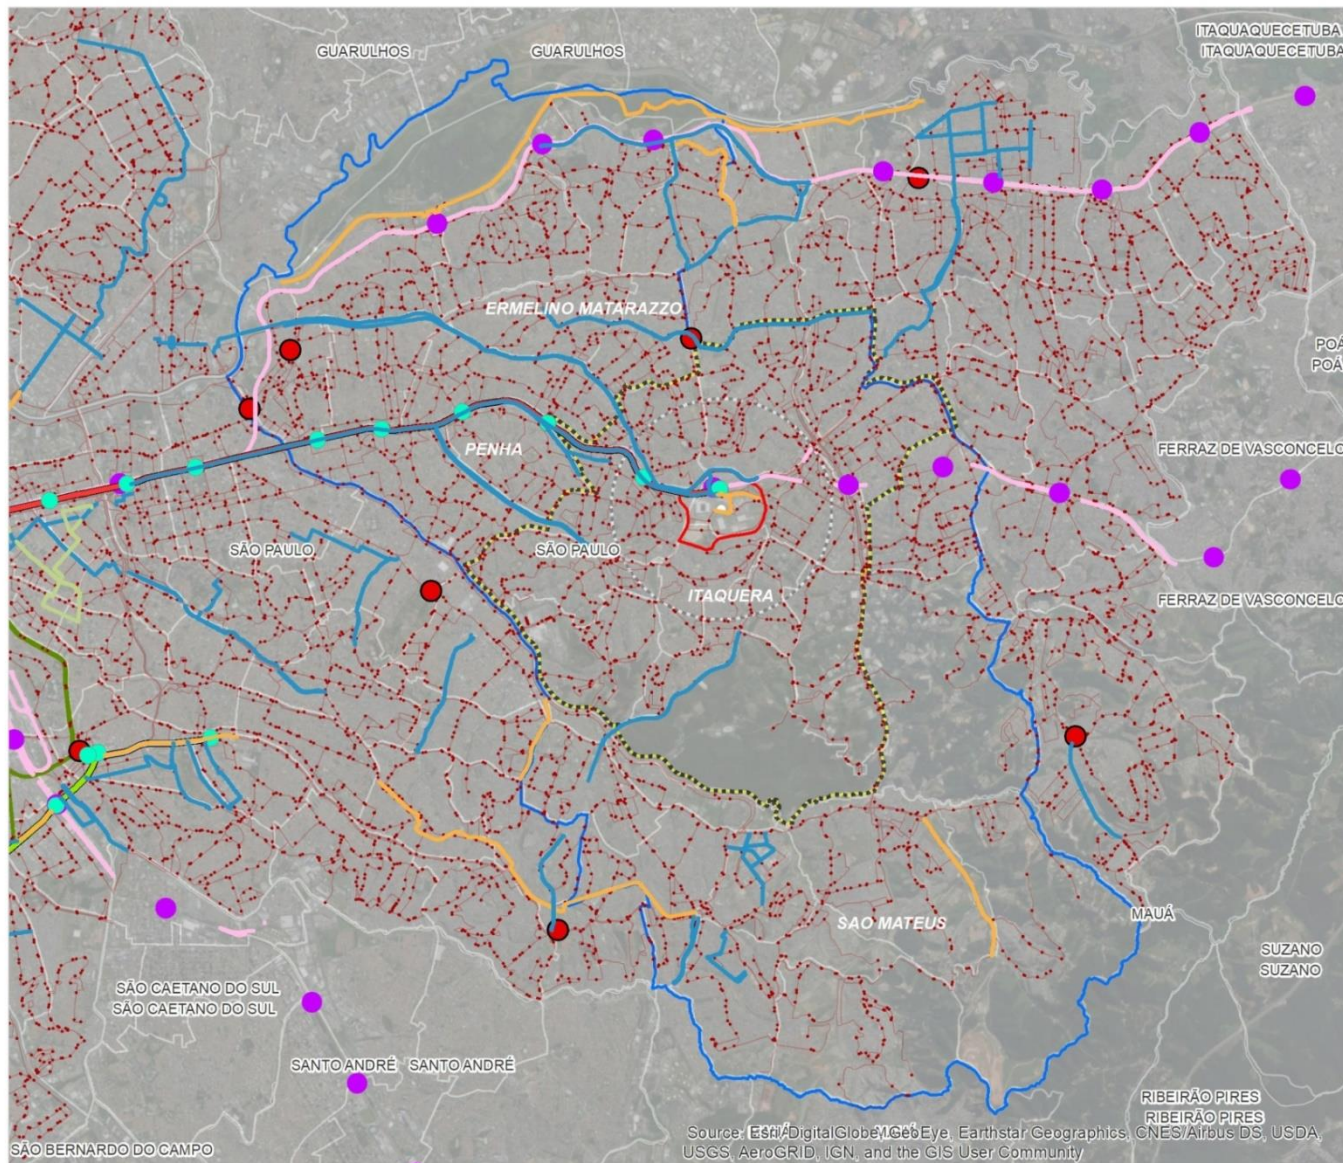 ITAQUAQUECETUBA
GUARULHOS
GUARULHOS
ITAQUAQUECETUBA
ERMELINO MATARAZZO
POÁ
POÁ
PENHA
FERRAZ DE VASCONCELO
SÃO PAULO
SÃO PAULO
ITAQUERA
FERRAZ DE VASCONCELO
MAUÁ
SAO MATEUS
SUZANO
SUZANO
SÃO CAETANO DO SUL
SÃO CAETANO DO SUL
SANTO ANDRÉ
SANTO ANDRÉ
RIBEIRÃO PIRES
RIBEIRÃO PIRES
Source: Esri, DigitalGlobe, GeoEye, Earthstar Geographics, CNES/Airbus DS, USDA,
SÃO BERNARDO DO CAMPO
USGS, AeroGRID, IGN, and the GIS User Community